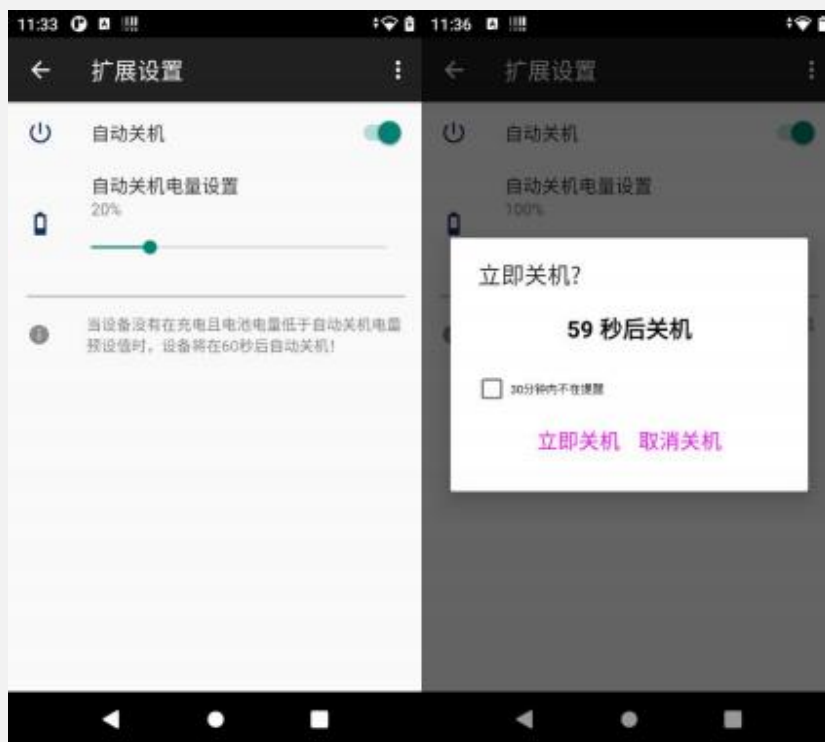 11:33
扩展设置
自动关机
自动关机电量设置
20%
当设备没有在充电且电池电量低于自动关机电量
预设值时，设备将在60秒后自动关机!
11:36
扩展设置
自动关机
自动关机电量设置
100%
立即关机?
59 秒后关机
30分钟内不在提醒
立即关机 取消关机